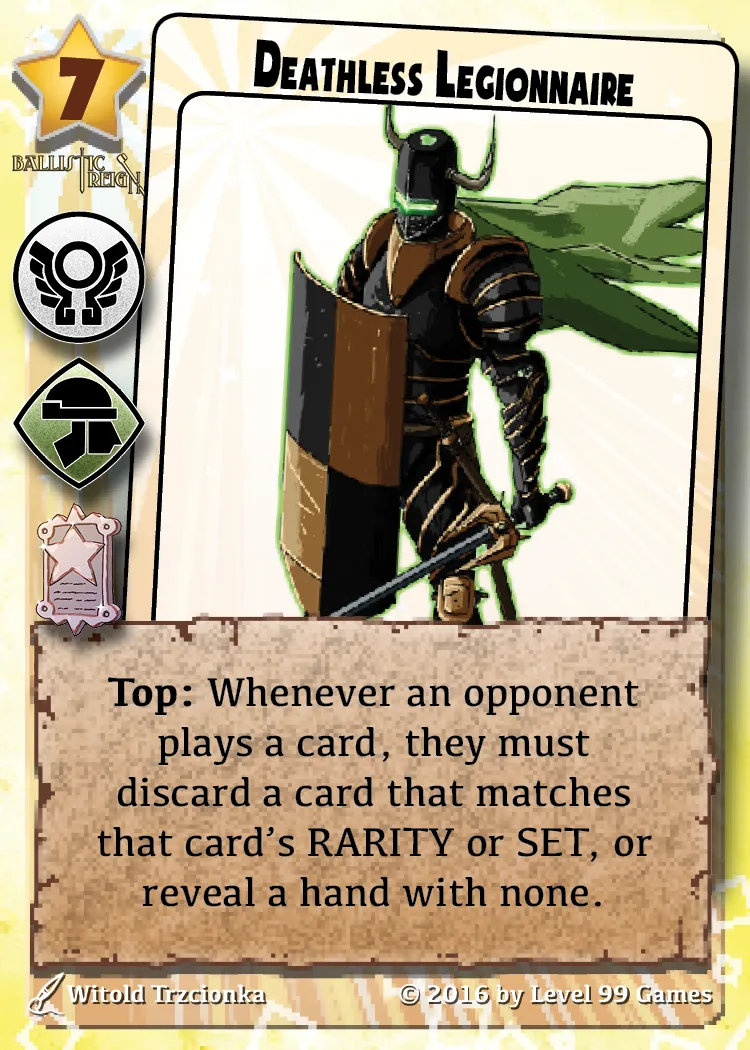 7
Deathless Legionnaire
BALLISTIC
REIGN
Top: Whenever an opponent
plays a card, they must
discard a card that matches
that card's RARITY or SET, or
reveal a hand with none.
Witold Trzcionka © 2016 by Level 99 Games